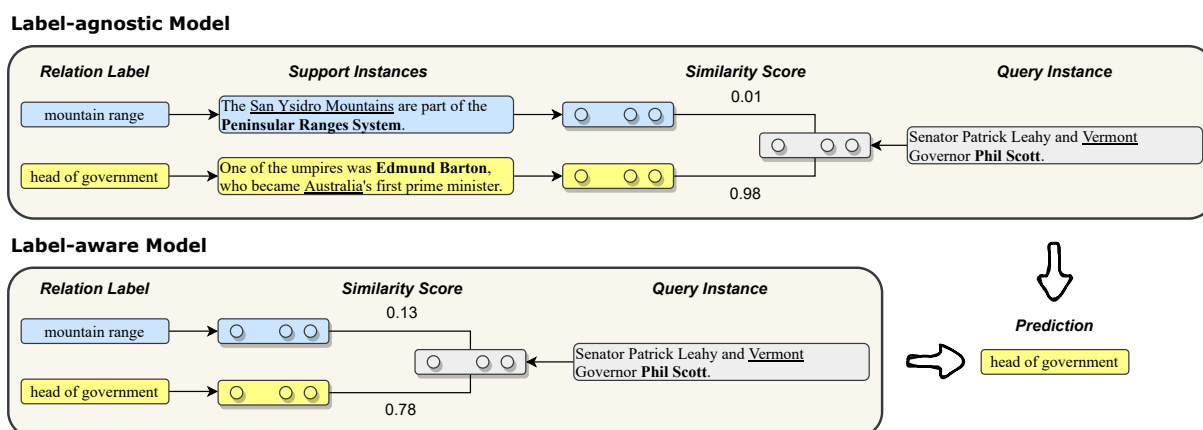 Label-agnostic Model
Relation Label
Support Instances
Similarity Score
Query Instance
mountain range
The San Ysidro Mountains are part of the
Peninsular Ranges System.
0.01
head of government
One of the umpires was Edmund Barton,
who became Australia's first prime minister.
0.98
Senator Patrick Leahy and Vermont
Governor Phil Scott.
Label-aware Model
Relation Label
Similarity Score
Query Instance
mountain range
0.13
head of government
0.78
Senator Patrick Leahy and Vermont
Governor Phil Scott.
Prediction
head of government